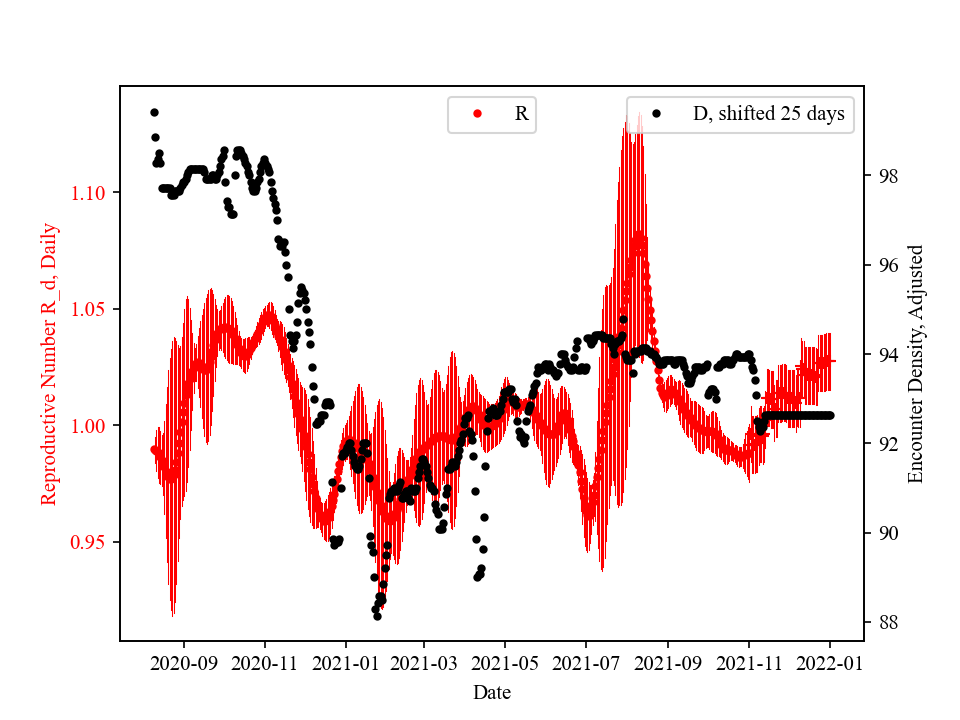 R
D, shifted 25 days
Reproductive Number R_d, Daily
1.10
1.05
1.00
0.95
98
96
94
92
90
88
Encounter Density, Adjusted
2020-09 2020-11 2021-01 2021-03 2021-05 2021-07 2021-09 2021-11 2022-01
Date